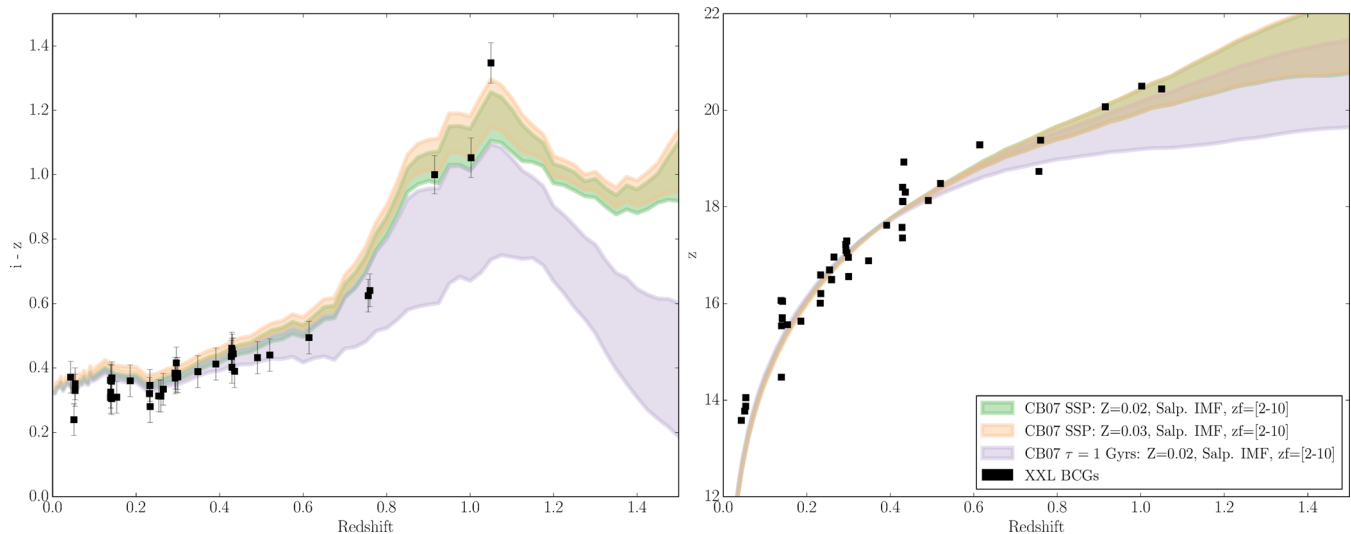 1.4
1.2
1.0
0.8
0.6
0.4
0.2
0.0
i - z
0.0 0.2 0.4 0.6 0.8 1.0 1.2 1.4
Redshift
22
20
18
16
14
12
z
0.0 0.2 0.4 0.6 0.8 1.0 1.2 1.4
Redshift
CB07 SSP: Z=0.02, Salp. IMF, zf=[2-10]
CB07 SSP: Z=0.03, Salp. IMF, zf=[2-10]
CB07 τ = 1 Gyrs: Z=0.02, Salp. IMF, zf=[2-10]
XXL BCGs